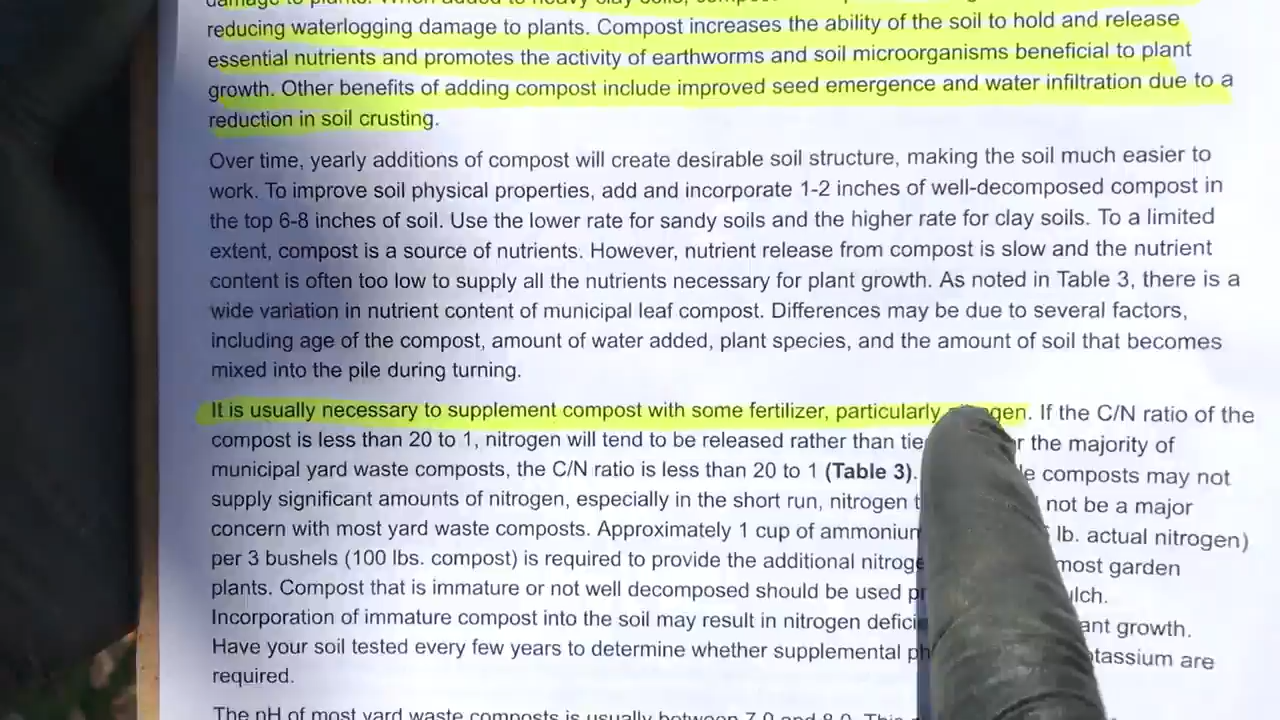 damage to plants. When added to heavy clay soils,
reducing waterlogging damage to plants. Compost increases the ability of the soil to hold and release
essential nutrients and promotes the activity of earthworms and soil microorganisms beneficial to plant
growth. Other benefits of adding compost include improved seed emergence and water infiltration due to a
reduction in soil crusting.
Over time, yearly additions of compost will create desirable soil structure, making the soil much easier to
work. To improve soil physical properties, add and incorporate 1-2 inches of well-decomposed compost in
the top 6-8 inches of soil. Use the lower rate for sandy soils and the higher rate for clay soils. To a limited
extent, compost is a source of nutrients. However, nutrient release from compost is slow and the nutrient
content is often too low to supply all the nutrients necessary for plant growth. As noted in Table 3, there is a
wide variation in nutrient content of municipal leaf compost. Differences may be due to several factors,
including age of the compost, amount of water added, plant species, and the amount of soil that becomes
mixed into the pile during turning.
It is usually necessary to supplement compost with some fertilizer, particularly nitrogen. If the C/N ratio of the
compost is less than 20 to 1, nitrogen will tend to be released rather than the majority of
municipal yard waste composts, the C/N ratio is less than 20 to 1 (Table 3). composts may not
supply significant amounts of nitrogen, especially in the short run, nitrogen not be a major
concern with most yard waste composts. Approximately 1 cup of lb. actual nitrogen)
per 3 bushels (100 lbs. compost) is required to provide the additional most garden
plants. Compost that is immature or not well decomposed should be used
Incorporation of immature compost into the soil may result in nitrogen growth.
Have your soil tested every few years to determine whether supplemental are
required.
The pH of most yard waste composts is usually between 7.0 and 8.0. This